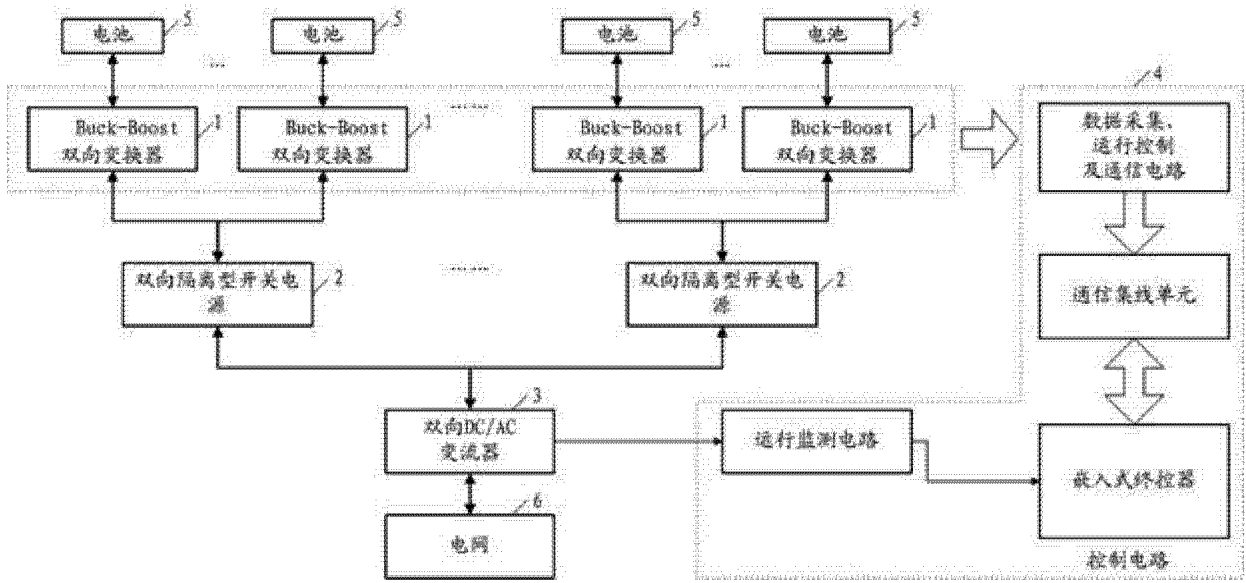 电池
5
电池
5
电池
5
电池
5
...
...
4
Buck-Boost
双向变换器
1
Buck-Boost
双向变换器
1
......
Buck-Boost
双向变换器
1
Buck-Boost
双向变换器
1
数据采集、
运行控制
及通信电路
双向隔离型开关电
源
2
......
双向隔离型开关电
源
2
通信集线单元
3
双向DC/AC
变流器
运行监测电路
嵌入式终控器
6
电网
控制电路